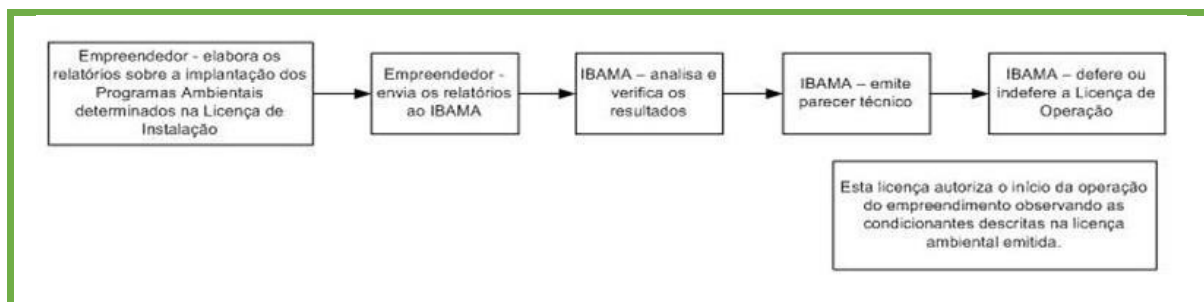 Empreendedor - elabora os
relatórios sobre a implantação dos
Programas Ambientais
determinados na Licença de
Instalação
Empreendedor -
envia os relatórios
ao IBAMA
IBAMA – analisa e
verifica os
resultados
IBAMA – emite
parecer técnico
IBAMA – defere ou
indefere a Licença de
Operação
Esta licença autoriza o início da operação
do empreendimento observando as
condicionantes descritas na licença
ambiental emitida.